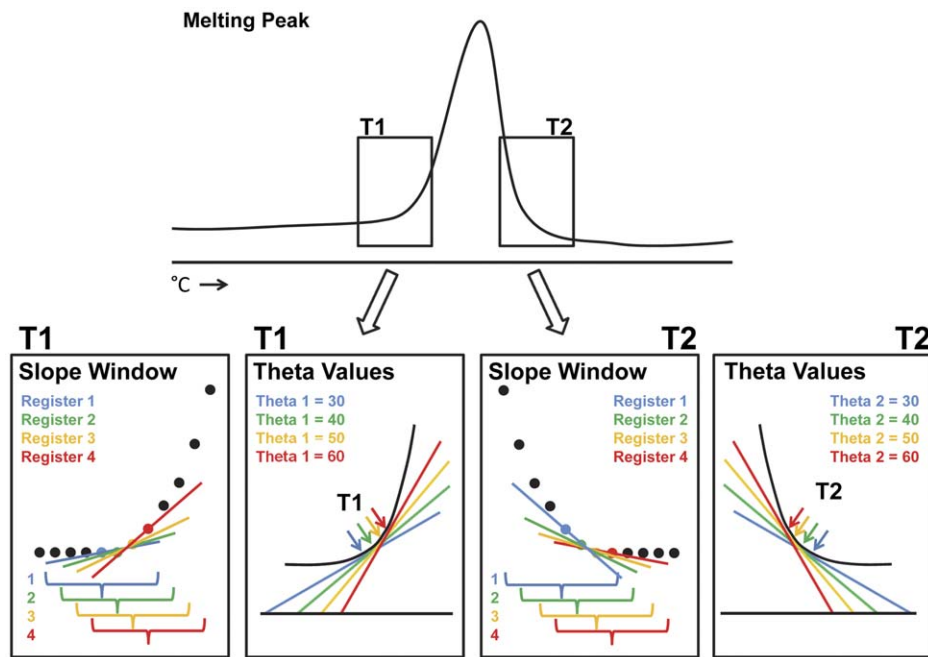 Melting Peak
T1
T2
°C →
T1
Slope Window
Register 1
Register 2
Register 3
Register 4
1
2
3
4
T1
Theta Values
Theta 1 = 30
Theta 1 = 40
Theta 1 = 50
Theta 1 = 60
T1
T2
Slope Window
Register 1
Register 2
Register 3
Register 4
1
2
3
4
T2
Theta Values
Theta 2 = 30
Theta 2 = 40
Theta 2 = 50
Theta 2 = 60
T2